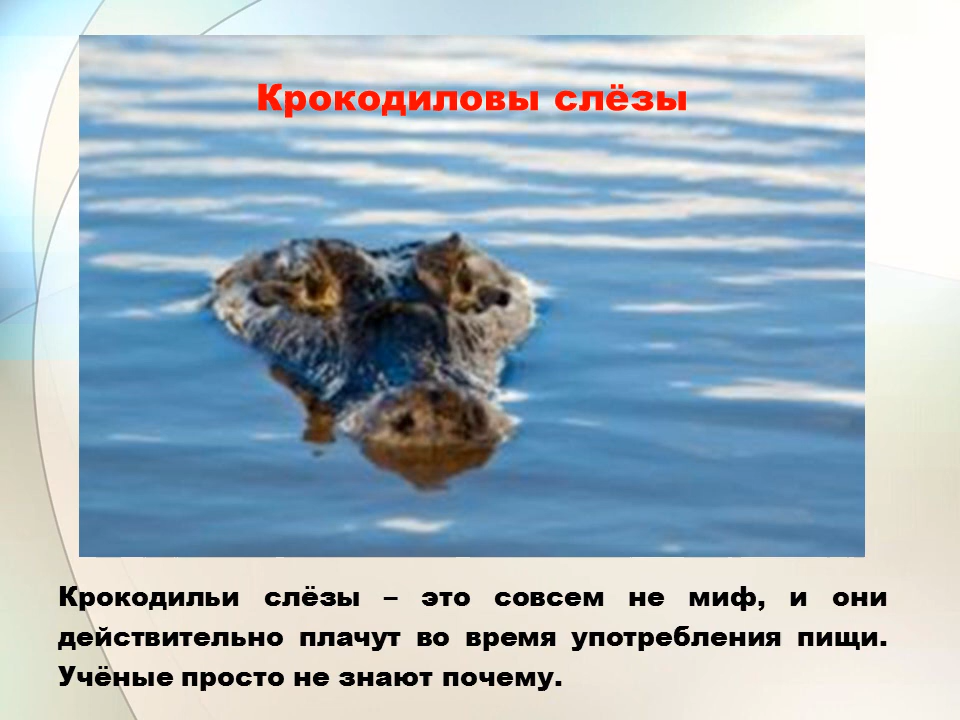 Крокодиловы слёзы
Крокодильи слёзы – это совсем не миф, и они
действительно плачут во время употребления пищи.
Учёные просто не знают почему.